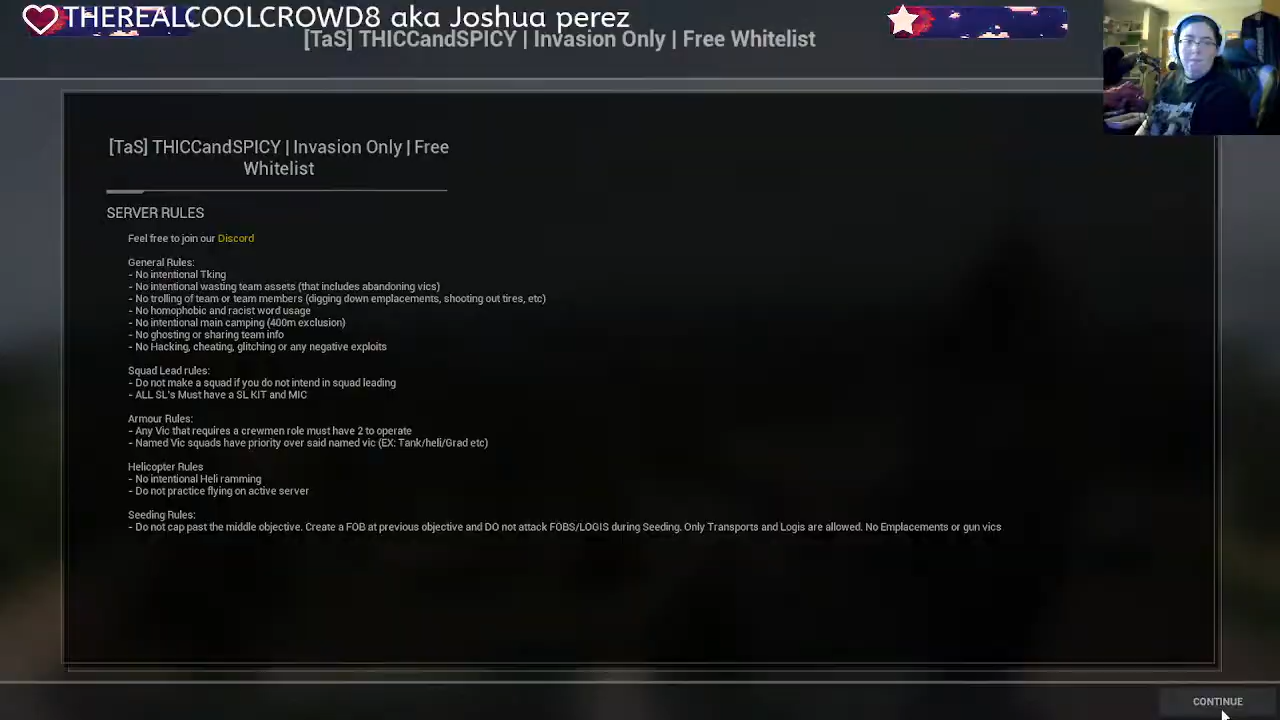 THEREALCOOLCROWD8 aka Joshua perez
[TaS] THICCandSPICY | Invasion Only | Free Whitelist
[TaS] THICCandSPICY | Invasion Only | Free
Whitelist
SERVER RULES
Feel free to join our Discord
General Rules:
- No intentional Tking
- No intentional wasting team assets (that includes abandoning vics)
- No trolling of team or team members (digging down emplacements, shooting out tires, etc)
- No homophobic and racist word usage
- No intentional main camping (400m exclusion)
- No ghosting or sharing team info
- No Hacking, cheating, glitching or any negative exploits
Squad Lead rules:
- Do not make a squad if you do not intend in squad leading
- ALL SL's Must have a SL KIT and MIC
Armour Rules:
- Any Vic that requires a crewmen role must have 2 to operate
- Named Vic squads have priority over said named vic (EX: Tank/heli/Grad etc)
Helicopter Rules
- No intentional Heli ramming
- Do not practice flying on active server
Seeding Rules:
- Do not cap past the middle objective. Create a FOB at previous objective and DO not attack FOBS/LOGIS during Seeding. Only Transports and Logis are allowed. No Emplacements or gun vics
CONTINUE